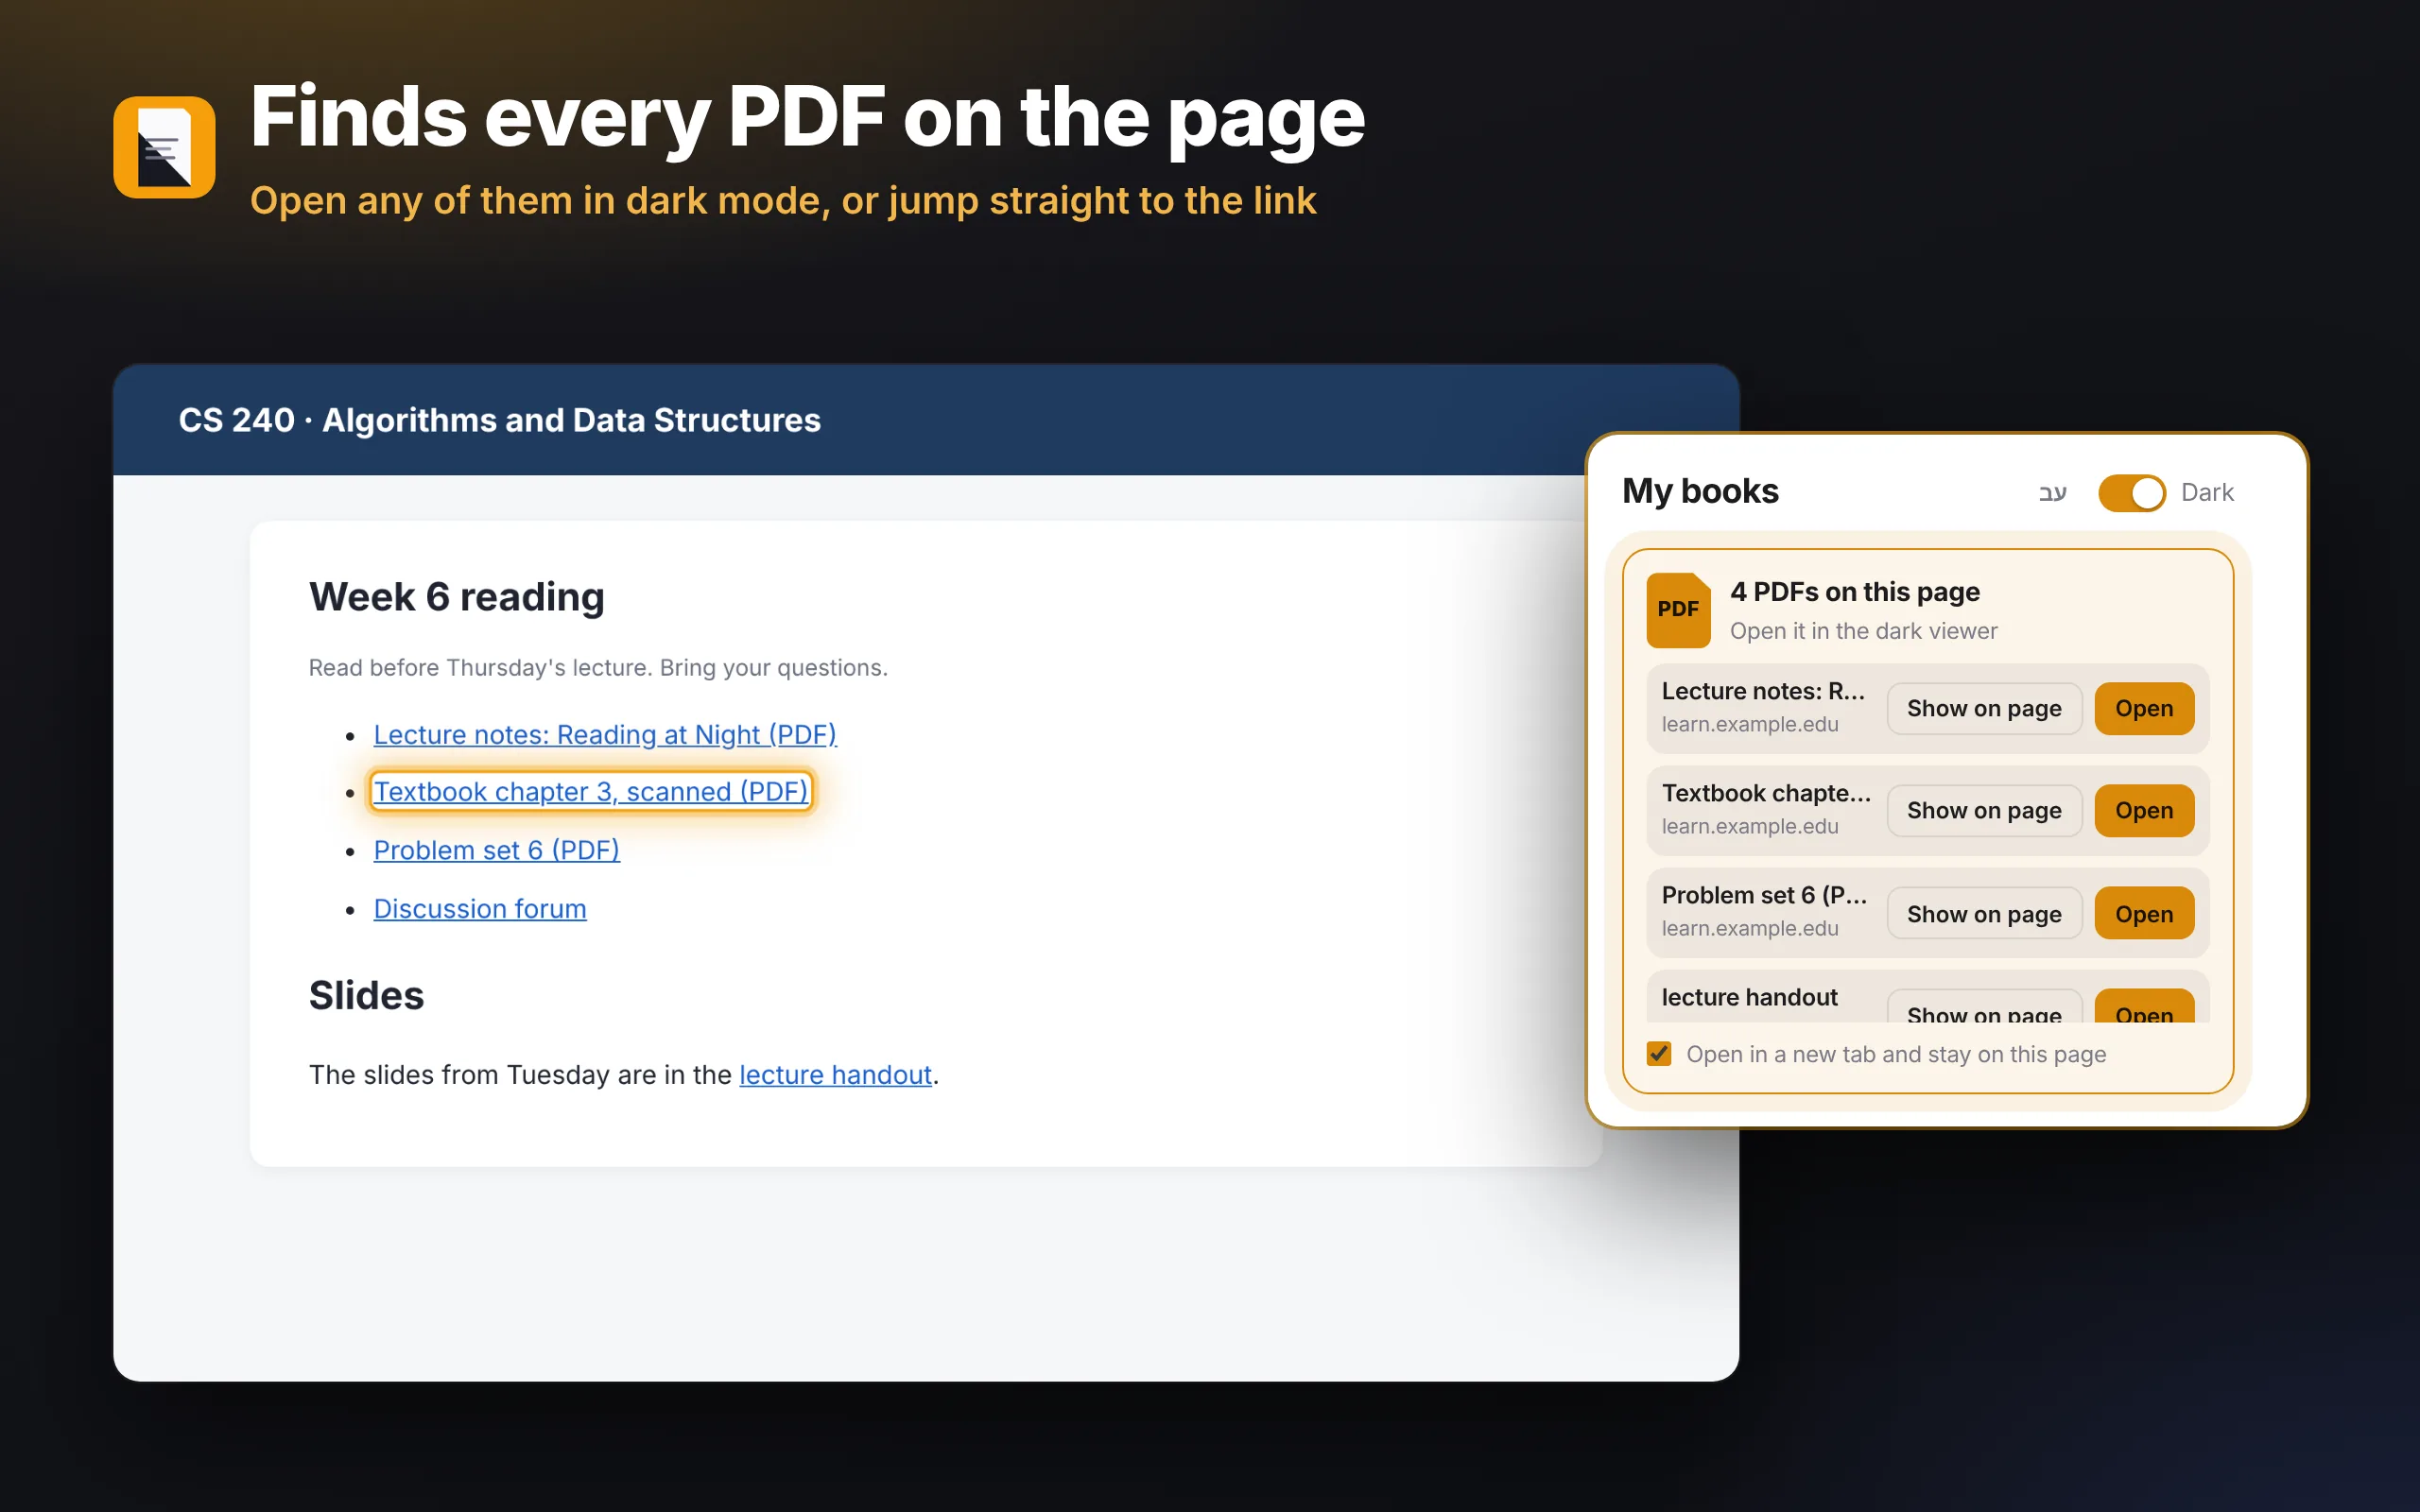 Finds every PDF on the page
Open any of them in dark mode, or jump straight to the link
CS 240 · Algorithms and Data Structures
Week 6 reading
Read before Thursday's lecture. Bring your questions.
Lecture notes: Reading at Night (PDF)
Textbook chapter 3, scanned (PDF)
Problem set 6 (PDF)
Discussion forum
Slides
The slides from Tuesday are in the lecture handout.
My books
עב
Dark
PDF
4 PDFs on this page
Open it in the dark viewer
Lecture notes: R...
learn.example.edu
Show on page
Open
Textbook chapte...
learn.example.edu
Show on page
Open
Problem set 6 (P...
learn.example.edu
Show on page
Open
lecture handout
Show on page
Open
Open in a new tab and stay on this page